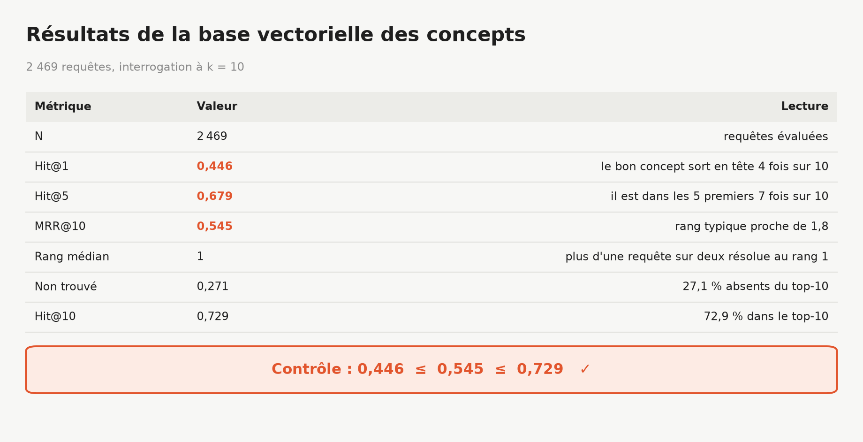 Résultats de la base vectorielle des concepts
2 469 requêtes, interrogation à k = 10
Métrique Valeur Lecture
N 2 469 requêtes évaluées
Hit@1 0,446 le bon concept sort en tête 4 fois sur 10
Hit@5 0,679 il est dans les 5 premiers 7 fois sur 10
MRR@10 0,545 rang typique proche de 1,8
Rang médian 1 plus d'une requête sur deux résolue au rang 1
Non trouvé 0,271 27,1 % absents du top-10
Hit@10 0,729 72,9 % dans le top-10
Contrôle : 0,446 ≤ 0,545 ≤ 0,729 ✓